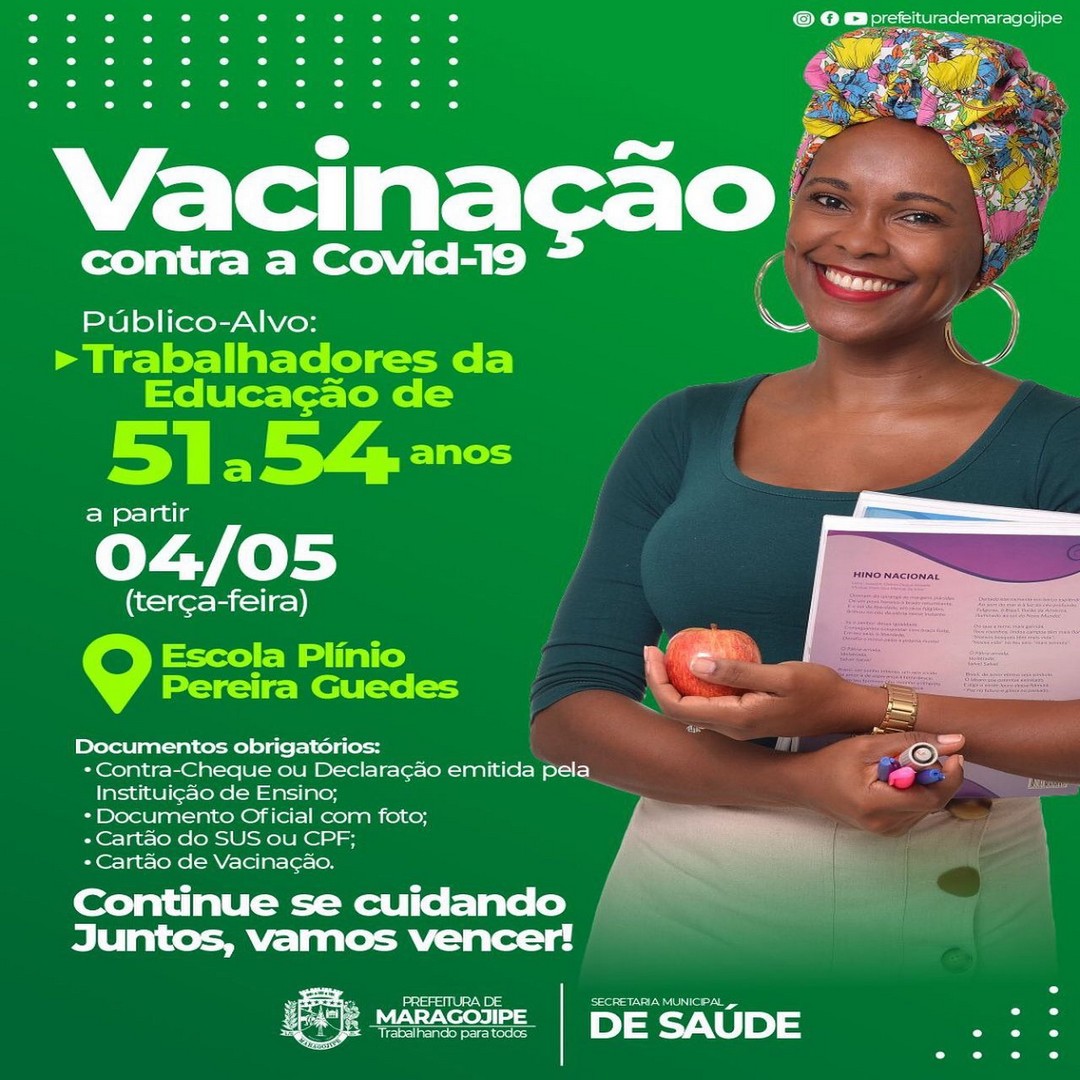 prefeiturademaragojipe
Vacinação
contra a Covid-19
Público-Alvo:
Trabalhadores da
Educação de
51 a 54 anos
a partir
04/05
(terça-feira)
Escola Plínio
Pereira Guedes
Documentos obrigatórios:
• Contra-Cheque ou Declaração emitida pela
Instituição de Ensino;
• Documento Oficial com foto;
• Cartão do SUS ou CPF;
• Cartão de Vacinação.
Continue se cuidando
Juntos, vamos vencer!
HINO NACIONAL
MARAGOJIPE
PREFEITURA DE
MARAGOJIPE
Trabalhando para todos
SECRETARIA MUNICIPAL
DE SAÚDE